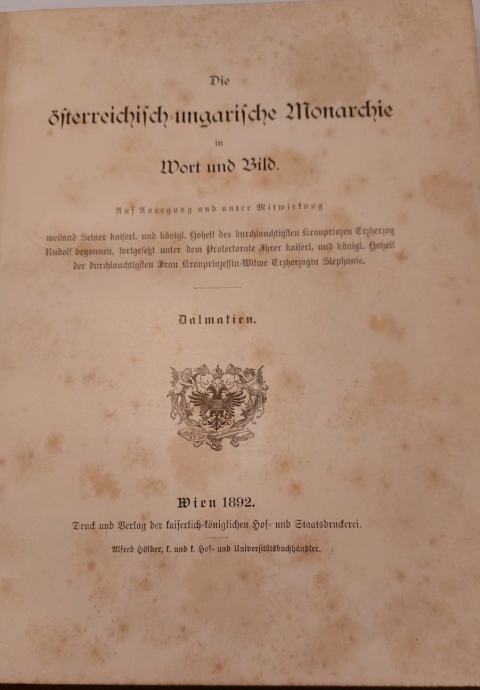 Die
österreichisch-ungarische Monarchie
in
Wort und Bild.
Auf Anregung und unter Mitwirkung
weiland Seiner kaiserl. und königl. Hoheit des durchlauchtigsten Kronprinzen Erzherzog
Rudolf begonnen, fortgesetzt unter dem Protectorate Ihrer kaiserl. und königl. Hoheit
der durchlauchtigsten Frau Kronprinzessin-Witwe Erzherzogin Stephanie.
Dalmatien.
Wien 1892.
Druck und Verlag der kaiserlich-königlichen Hof- und Staatsdruckerei.
Alfred Hölder, k. und k. Hof- und Universitätsbuchhändler.